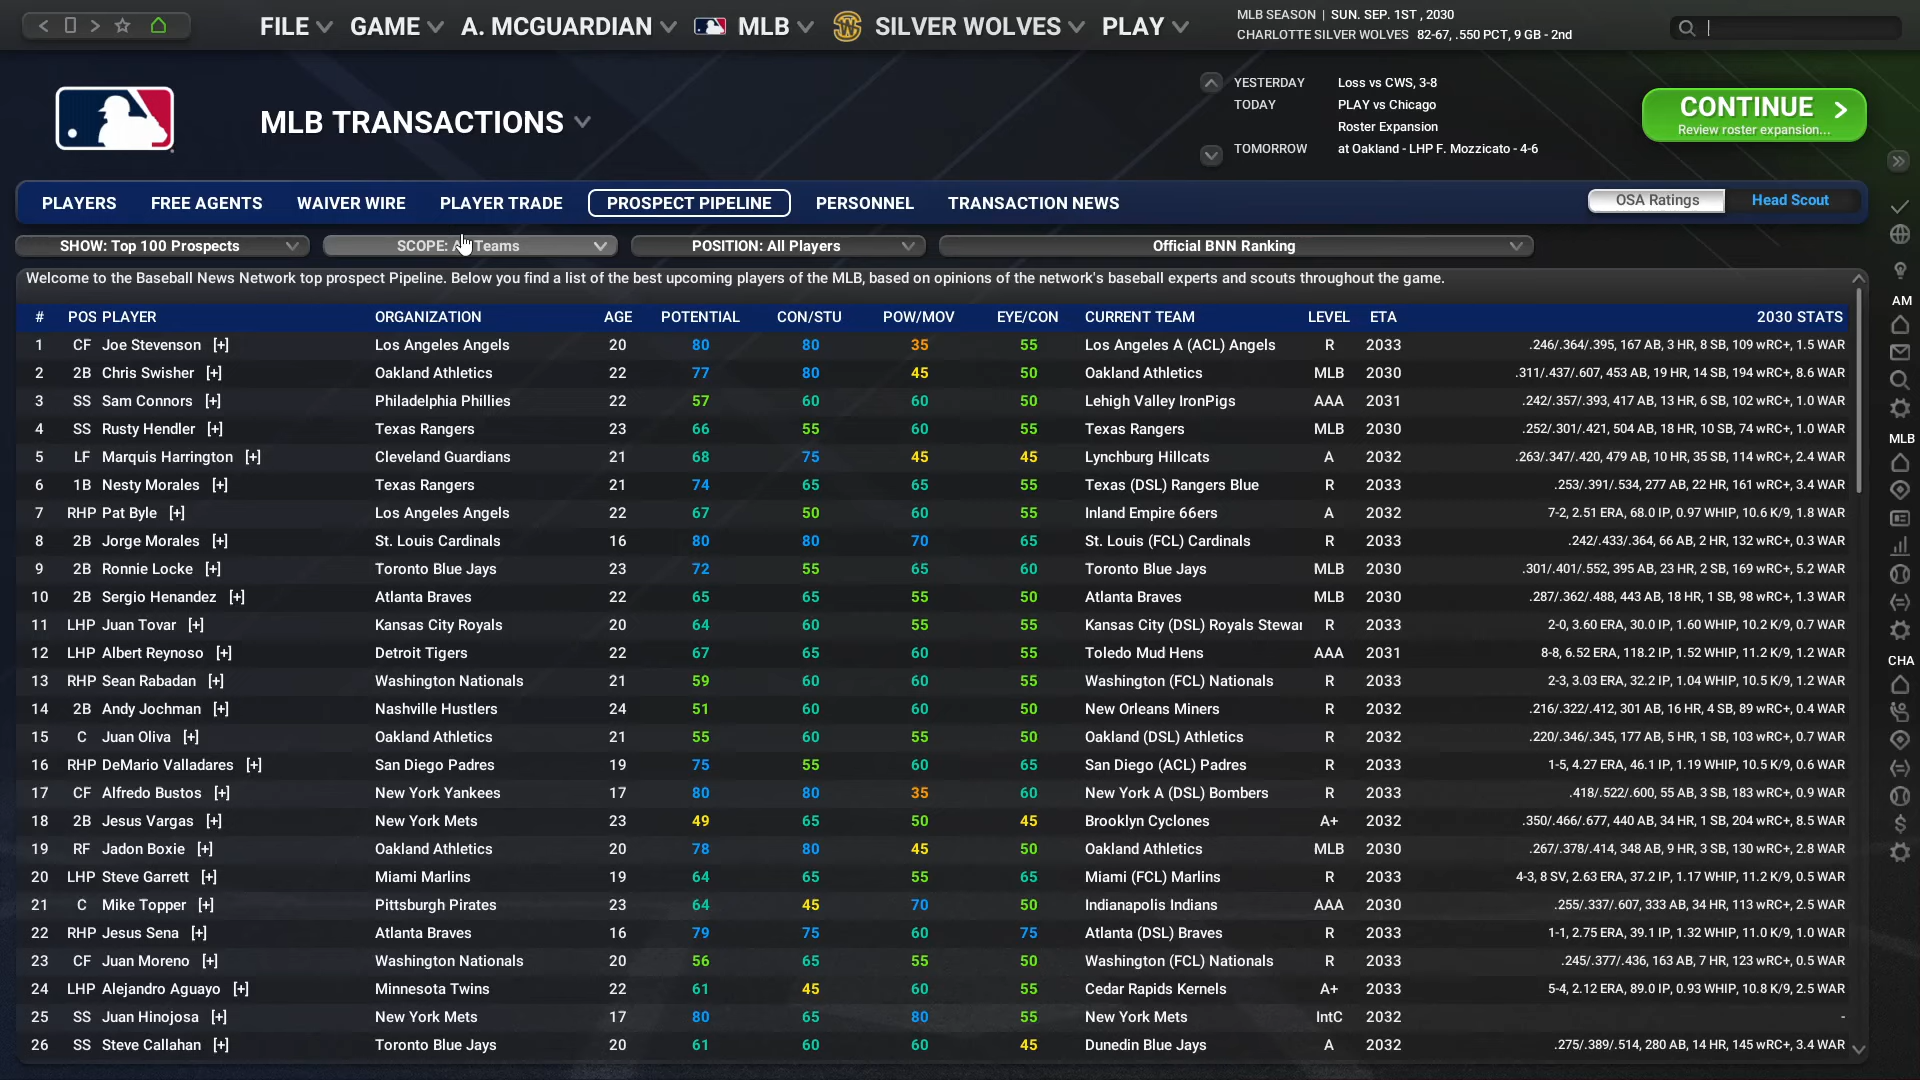 FILE GAME A. MCGUARDIAN MLB SILVER WOLVES PLAY
MLB SEASON | SUN. SEP. 1ST , 2030
CHARLOTTE SILVER WOLVES 82-67, .550 PCT, 9 GB - 2nd
MLB TRANSACTIONS
YESTERDAY Loss vs CWS, 3-8
TODAY PLAY vs Chicago
Roster Expansion
TOMORROW at Oakland - LHP F. Mozzicato - 4-6
CONTINUE
Review roster expansion...
PLAYERS FREE AGENTS WAIVER WIRE PLAYER TRADE PROSPECT PIPELINE PERSONNEL TRANSACTION NEWS OSA Ratings Head Scout
SHOW: Top 100 Prospects SCOPE: Teams POSITION: All Players Official BNN Ranking
Welcome to the Baseball News Network top prospect Pipeline. Below you find a list of the best upcoming players of the MLB, based on opinions of the network's baseball experts and scouts throughout the game.
# POS PLAYER ORGANIZATION AGE POTENTIAL CON/STU POW/MOV EYE/CON CURRENT TEAM LEVEL ETA 2030 STATS
1 CF Joe Stevenson [+] Los Angeles Angels 20 80 80 35 55 Los Angeles A (ACL) Angels R 2033 .246/.364/.395, 167 AB, 3 HR, 8 SB, 109 wRC+, 1.5 WAR
2 2B Chris Swisher [+] Oakland Athletics 22 77 80 45 50 Oakland Athletics MLB 2030 .311/.437/.607, 453 AB, 19 HR, 14 SB, 194 wRC+, 8.6 WAR
3 SS Sam Connors [+] Philadelphia Phillies 22 57 60 60 50 Lehigh Valley IronPigs AAA 2031 .242/.357/.393, 417 AB, 13 HR, 6 SB, 102 wRC+, 1.0 WAR
4 SS Rusty Hendler [+] Texas Rangers 23 66 55 60 55 Texas Rangers MLB 2030 .252/.301/.421, 504 AB, 18 HR, 10 SB, 74 wRC+, 1.0 WAR
5 LF Marquis Harrington [+] Cleveland Guardians 21 68 75 45 45 Lynchburg Hillcats A 2032 .263/.347/.420, 479 AB, 10 HR, 35 SB, 114 wRC+, 2.4 WAR
6 1B Nesty Morales [+] Texas Rangers 21 74 65 65 55 Texas (DSL) Rangers Blue R 2033 .253/.391/.534, 277 AB, 22 HR, 161 wRC+, 3.4 WAR
7 RHP Pat Byle [+] Los Angeles Angels 22 67 50 60 55 Inland Empire 66ers A 2032 7-2, 2.51 ERA, 68.0 IP, 0.97 WHIP, 10.6 K/9, 1.8 WAR
8 2B Jorge Morales [+] St. Louis Cardinals 16 80 80 70 65 St. Louis (FCL) Cardinals R 2033 .242/.433/.364, 66 AB, 2 HR, 132 wRC+, 0.3 WAR
9 2B Ronnie Locke [+] Toronto Blue Jays 23 72 55 65 60 Toronto Blue Jays MLB 2030 .301/.401/.552, 395 AB, 23 HR, 2 SB, 169 wRC+, 5.2 WAR
10 2B Sergio Henandez [+] Atlanta Braves 22 65 65 55 50 Atlanta Braves MLB 2030 .287/.362/.488, 443 AB, 18 HR, 1 SB, 98 wRC+, 1.3 WAR
11 LHP Juan Tovar [+] Kansas City Royals 20 64 60 55 55 Kansas City (DSL) Royals Stewar R 2033 2-0, 3.60 ERA, 30.0 IP, 1.60 WHIP, 10.2 K/9, 0.7 WAR
12 LHP Albert Reynoso [+] Detroit Tigers 22 67 65 60 55 Toledo Mud Hens AAA 2031 8-8, 6.52 ERA, 118.2 IP, 1.52 WHIP, 11.2 K/9, 1.2 WAR
13 RHP Sean Rabadan [+] Washington Nationals 21 59 60 60 55 Washington (FCL) Nationals R 2033 2-3, 3.03 ERA, 32.2 IP, 1.04 WHIP, 10.5 K/9, 1.2 WAR
14 2B Andy Jochman [+] Nashville Hustlers 24 51 60 60 50 New Orleans Miners R 2032 .216/.322/.412, 301 AB, 16 HR, 4 SB, 89 wRC+, 0.4 WAR
15 C Juan Oliva [+] Oakland Athletics 21 55 60 55 50 Oakland (DSL) Athletics R 2032 .220/.346/.345, 177 AB, 5 HR, 1 SB, 103 wRC+, 0.7 WAR
16 RHP DeMario Valladares [+] San Diego Padres 19 75 55 60 65 San Diego (ACL) Padres R 2033 1-5, 4.27 ERA, 46.1 IP, 1.19 WHIP, 10.5 K/9, 0.6 WAR
17 CF Alfredo Bustos [+] New York Yankees 17 80 80 35 60 New York A (DSL) Bombers R 2033 .418/.522/.600, 55 AB, 3 SB, 183 wRC+, 0.9 WAR
18 2B Jesus Vargas [+] New York Mets 23 49 65 50 45 Brooklyn Cyclones A+ 2032 .350/.466/.677, 440 AB, 34 HR, 1 SB, 204 wRC+, 8.5 WAR
19 RF Jadon Boxie [+] Oakland Athletics 20 78 80 45 50 Oakland Athletics MLB 2030 .267/.378/.414, 348 AB, 9 HR, 3 SB, 130 wRC+, 2.8 WAR
20 LHP Steve Garrett [+] Miami Marlins 19 64 65 55 65 Miami (FCL) Marlins R 2033 4-3, 8 SV, 2.63 ERA, 37.2 IP, 1.17 WHIP, 11.2 K/9, 0.5 WAR
21 C Mike Topper [+] Pittsburgh Pirates 23 64 45 70 50 Indianapolis Indians AAA 2030 .255/.337/.607, 333 AB, 34 HR, 113 wRC+, 2.5 WAR
22 RHP Jesus Sena [+] Atlanta Braves 16 79 75 60 75 Atlanta (DSL) Braves R 2033 1-1, 2.75 ERA, 39.1 IP, 1.32 WHIP, 11.0 K/9, 1.0 WAR
23 CF Juan Moreno [+] Washington Nationals 20 56 65 55 50 Washington (FCL) Nationals R 2033 .245/.377/.436, 163 AB, 7 HR, 123 wRC+, 0.5 WAR
24 LHP Alejandro Aguayo [+] Minnesota Twins 22 61 45 60 55 Cedar Rapids Kernels A+ 2033 5-4, 2.12 ERA, 89.0 IP, 0.93 WHIP, 10.8 K/9, 2.5 WAR
25 SS Juan Hinojosa [+] New York Mets 17 80 65 80 55 New York Mets IntC 2032 -
26 SS Steve Callahan [+] Toronto Blue Jays 20 61 60 60 45 Dunedin Blue Jays A 2032 .275/.389/.514, 280 AB, 14 HR, 145 wRC+, 3.4 WAR
AM
MLB
CHA